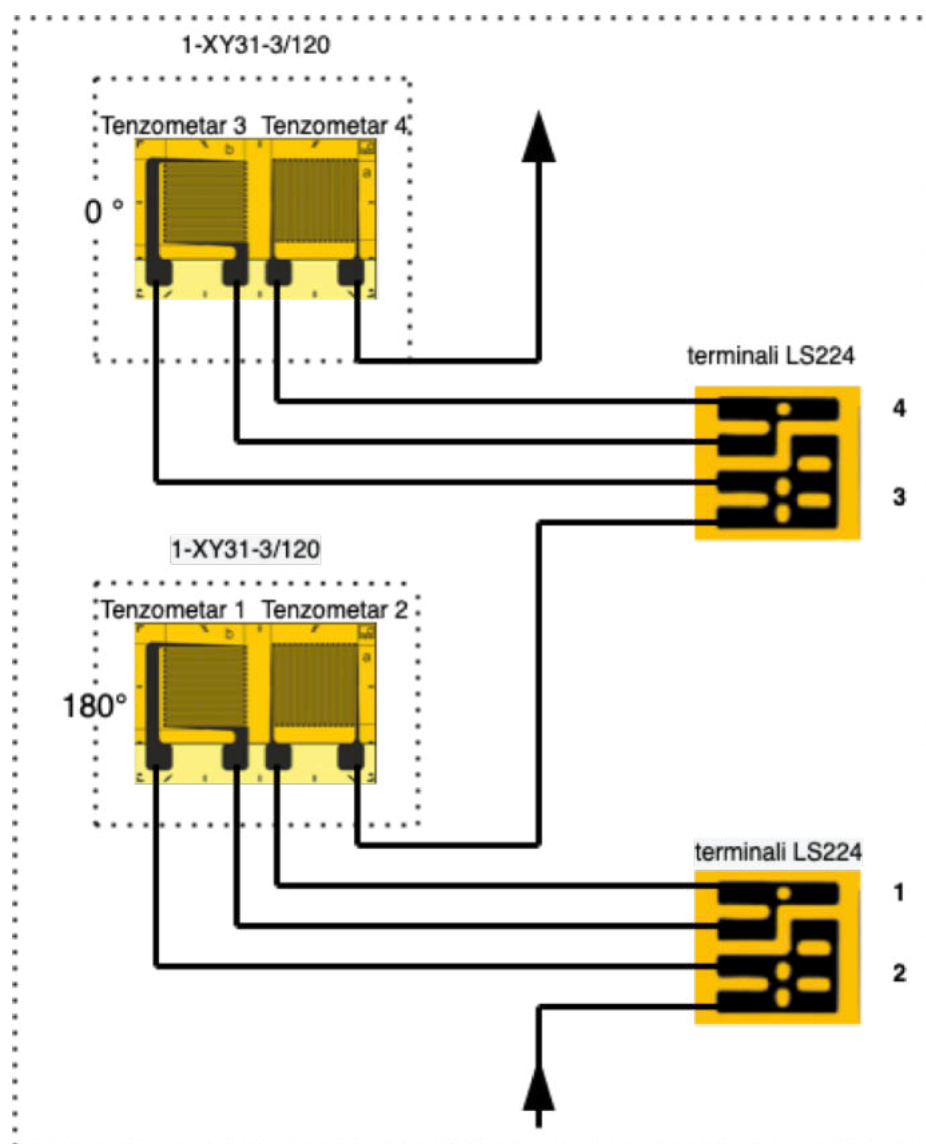 1-XY31-3/120
Tenzometar 3 Tenzometar 4
b
a
0 °
terminali LS224
4
3
1-XY31-3/120
Tenzometar 1 Tenzometar 2
b
a
180°
terminali LS224
1
2